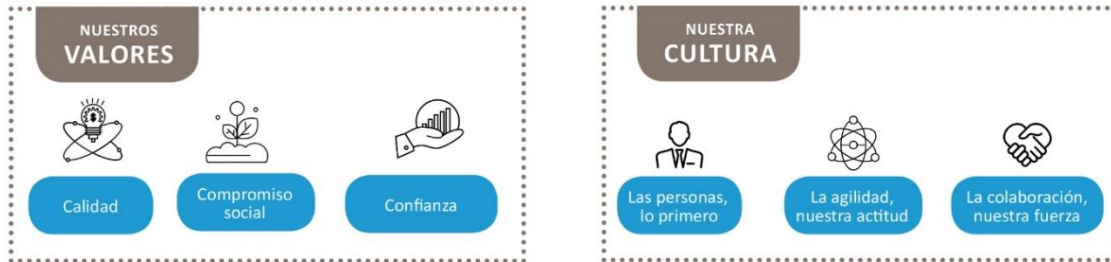 NUESTROS
VALORES
Calidad
Compromiso
social
Confianza
NUESTRA
CULTURA
Las personas,
lo primero
La agilidad,
nuestra actitud
La colaboración,
nuestra fuerza